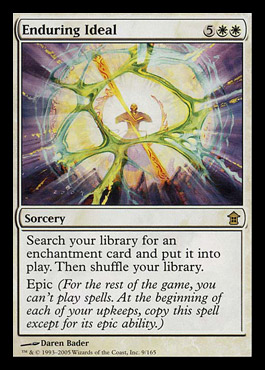 Enduring Ideal 5
Sorcery
Search your library for an
enchantment card and put it into
play. Then shuffle your library.
Epic (For the rest of the game, you
can't play spells. At the beginning
of each of your upkeeps, copy this
spell except for its epic ability.)
Daren Bader
™ & © 1993–2005 Wizards of the Coast, Inc. 9/165